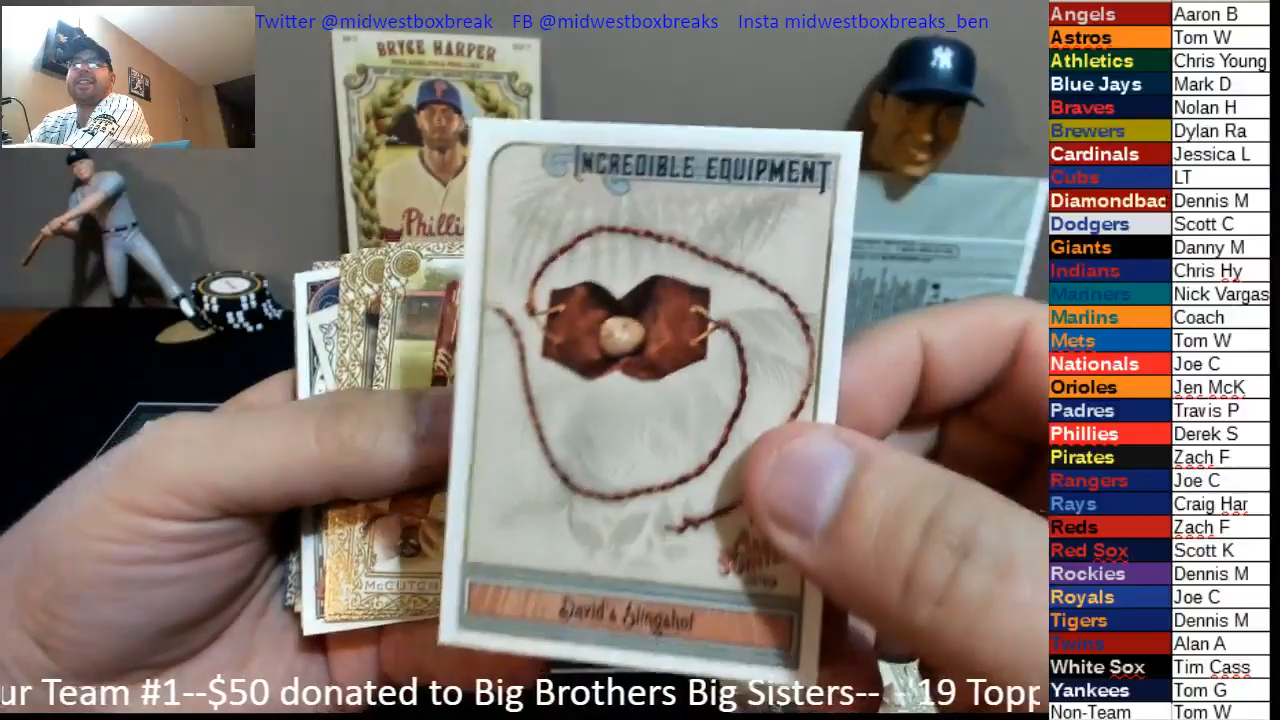 Twitter @midwestboxbreak FB @midwestboxbreaks Insta midwestboxbreaks_ben
BRYCE HARPER
PHILADELPHIA PHILLIES
Philli
INCREDIBLE EQUIPMENT
McCUTCH
David's Slingshot
ur Team #1--$50 donated to Big Brothers Big Sisters-- - 19 Topp
Angels Aaron B
Astros Tom W
Athletics Chris Young
Blue Jays Mark D
Braves Nolan H
Brewers Dylan Ra
Cardinals Jessica L
Cubs LT
Diamondbac Dennis M
Dodgers Scott C
Giants Danny M
Indians Chris Hy
Mariners Nick Vargas
Marlins Coach
Mets Tom W
Nationals Joe C
Orioles Jen McK
Padres Travis P
Phillies Derek S
Pirates Zach F
Rangers Joe C
Rays Craig Har
Reds Zach F
Red Sox Scott K
Rockies Dennis M
Royals Joe C
Tigers Dennis M
Twins Alan A
White Sox Tim Cass
Yankees Tom G
Non-Team Tom W